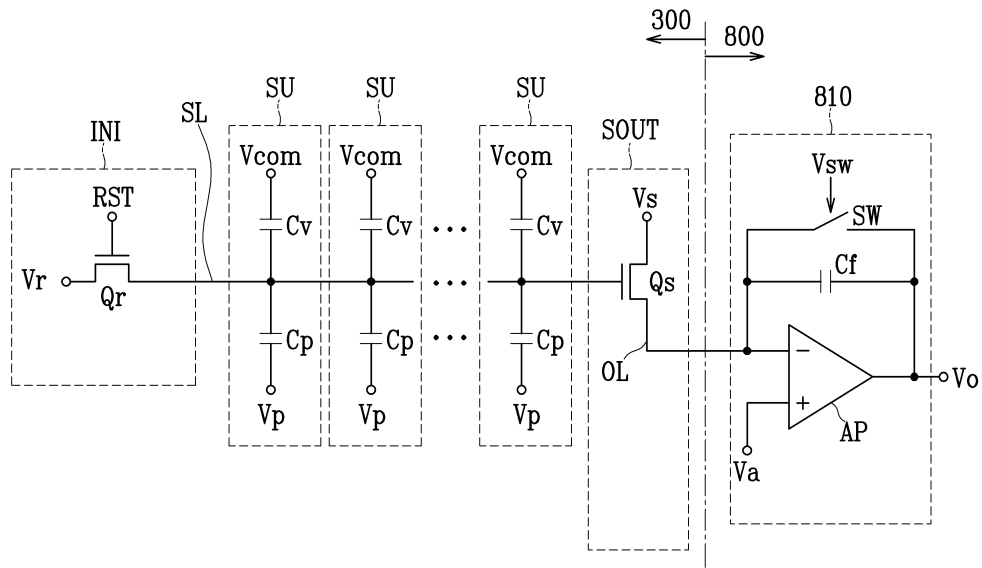 300
800
SU
SU
SU
810
SL
SOUT
INI
Vcom
Vcom
Vcom
Vsw
RST
Vs
SW
Cv
Cv
Cv
• • •
Cf
Vr
Qr
• • •
Qs
Cp
Cp
• • •
Cp
OL
−
Vo
+
AP
Vp
Vp
Vp
Va